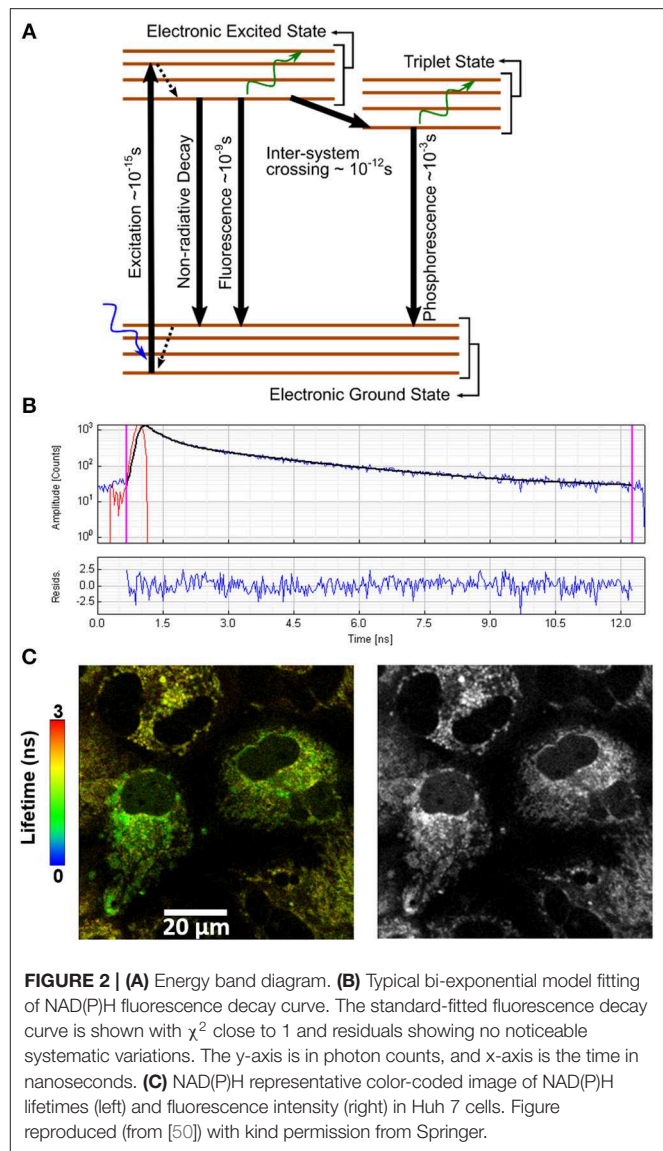 A
Electronic Excited State
Triplet State
Excitation ~10⁻¹⁵s
Non-radiative Decay
Fluorescence ~10⁻⁹s
Inter-system
crossing ~ 10⁻¹²s
Phosphorescence ~10⁻³s
Electronic Ground State
B
Amplitude [Counts]
10³
10²
10¹
10⁰
Resids.
2.5
0.0
-2.5
0.0 1.5 3.0 4.5 6.0 7.5 9.0 10.5 12.0
Time [ns]
C
Lifetime (ns)
3
0
20 µm
FIGURE 2 | (A) Energy band diagram. (B) Typical bi-exponential model fitting
of NAD(P)H fluorescence decay curve. The standard-fitted fluorescence decay
curve is shown with χ² close to 1 and residuals showing no noticeable
systematic variations. The y-axis is in photon counts, and x-axis is the time in
nanoseconds. (C) NAD(P)H representative color-coded image of NAD(P)H
lifetimes (left) and fluorescence intensity (right) in Huh 7 cells. Figure
reproduced (from [50]) with kind permission from Springer.